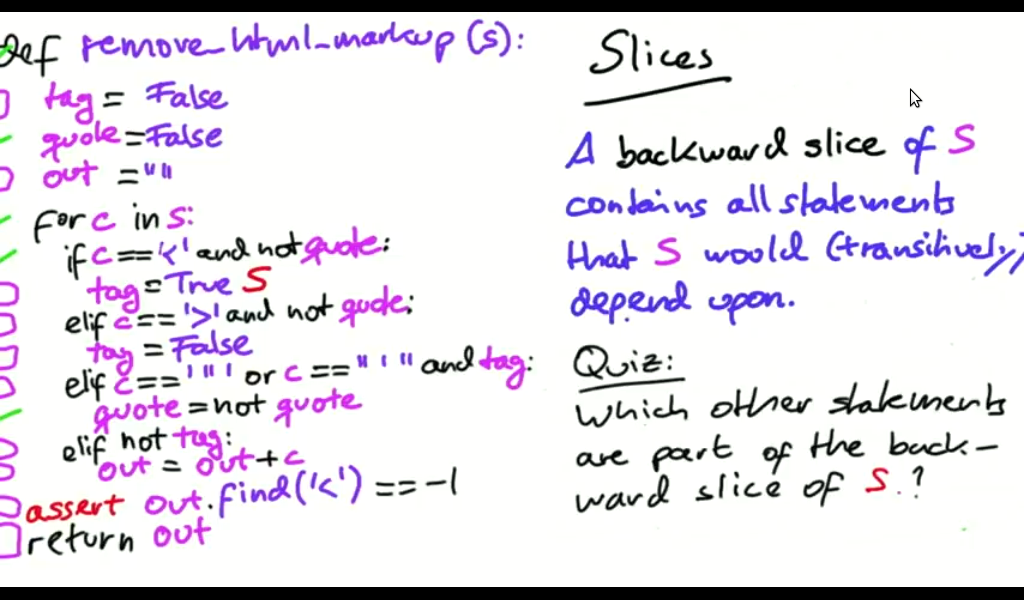 def remove_html_markup (s):
tag = False
quote = False
out = ""
for c in s:
if c == '<' and not quote:
tag = True S
elif c == '>' and not quote:
tag = False
elif c == '"' or c == "'" and tag:
quote = not quote
elif not tag:
out = out + c
assert out.find('<') == -1
return out
Slices
A backward slice of S
contains all statements
that S would (transitively)
depend upon.
Quiz:
Which other statements
are part of the back-
ward slice of S.?